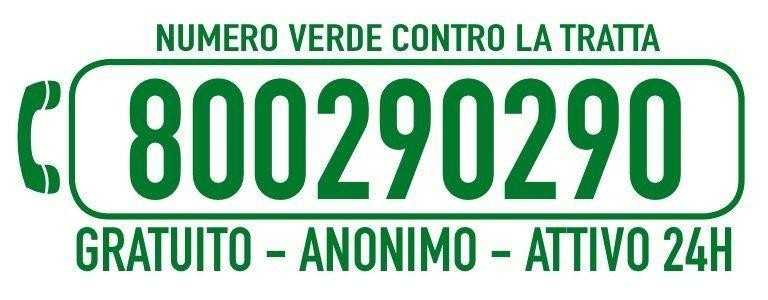 NUMERO VERDE CONTRO LA TRATTA
800290290
GRATUITO - ANONIMO - ATTIVO 24H